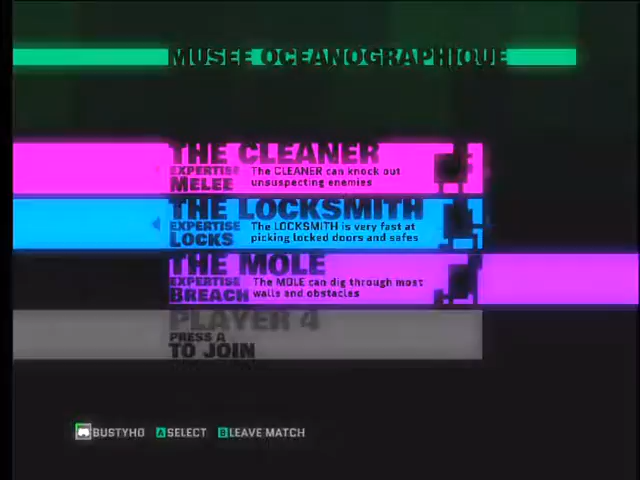 MUSEE OCEANOGRAPHIQUE
THE CLEANER
EXPERTISE
MELEE
The CLEANER can knock out
unsuspecting enemies
THE LOCKSMITH
EXPERTISE
LOCKS
The LOCKSMITH is very fast at
picking locked doors and safes
THE MOLE
EXPERTISE
BREACH
The MOLE can dig through most
walls and obstacles
PLAYER 4
PRESS A
TO JOIN
BUSTYHO A SELECT B LEAVE MATCH